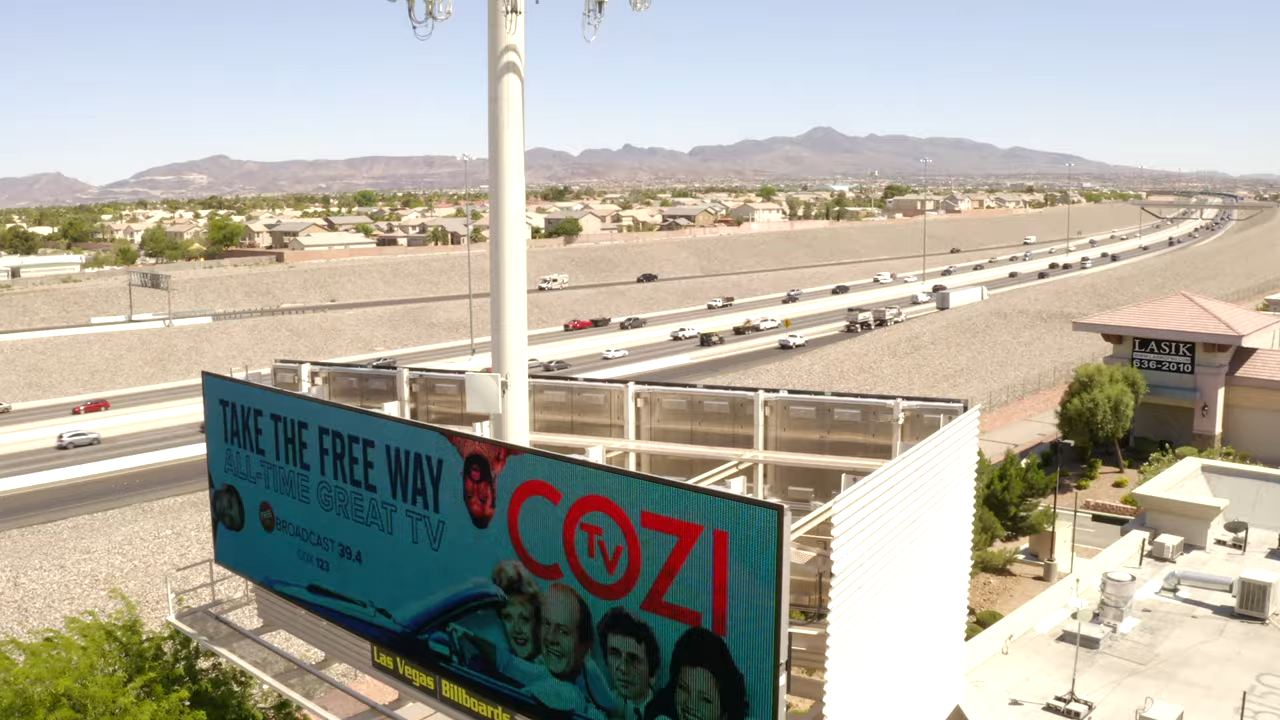 TAKE THE FREE WAY
ALL-TIME GREAT TV
BROADCAST 39.4
COX 123
COZI
TV
Las Vegas Billboards
LASIK
636-2010